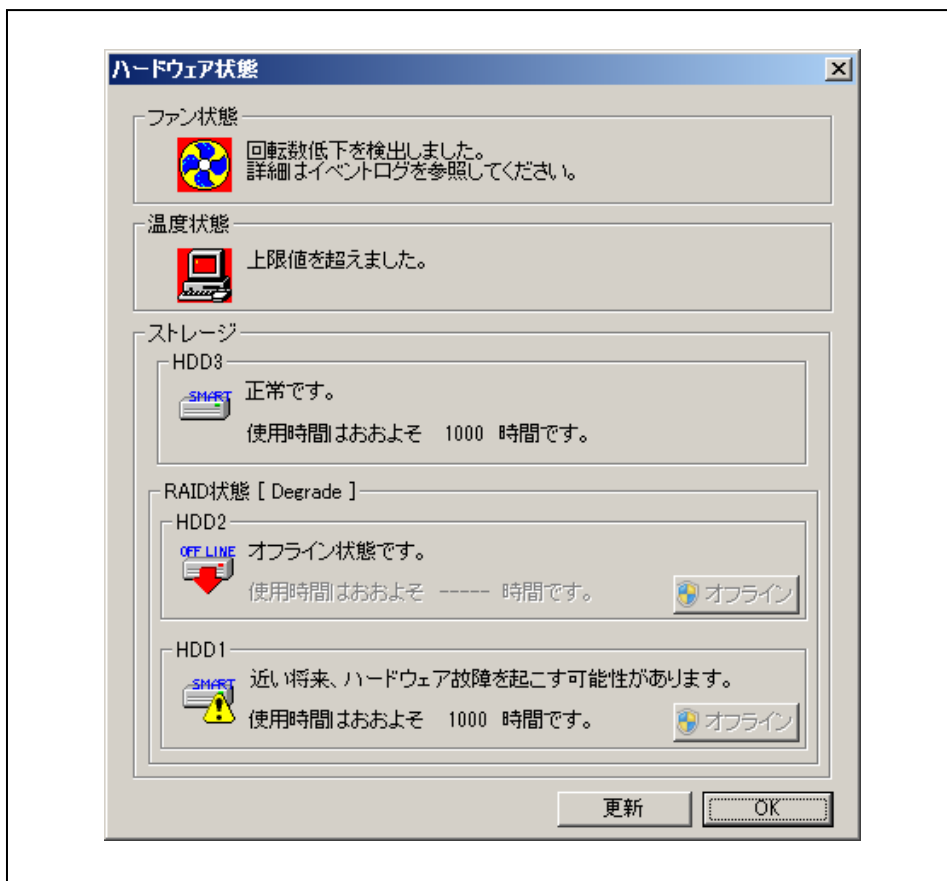 ハードウェア状態
ファン状態
回転数低下を検出しました。
詳細はイベントログを参照してください。
温度状態
上限値を超えました。
ストレージ
HDD3
SMART
正常です。
使用時間はおおよそ 1000 時間です。
RAID状態 [ Degrade ]
HDD2
OFF LINE
オフライン状態です。
使用時間はおおよそ ----- 時間です。
オフライン
HDD1
SMART
近い将来、ハードウェア故障を起こす可能性があります。
使用時間はおおよそ 1000 時間です。
オフライン
更新
OK